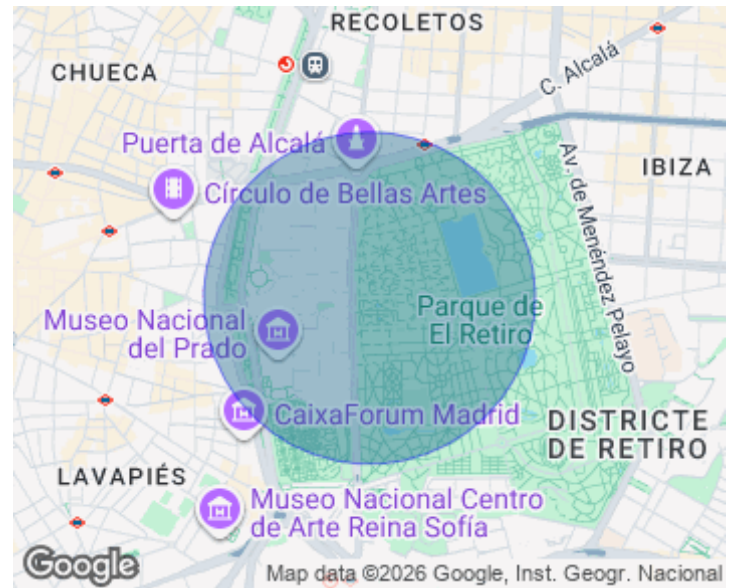 RECOLETOS
CHUECA
C. Alcalá
Puerta de Alcalá
Av. de Menéndez Pelayo
IBIZA
Círculo de Bellas Artes
Museo Nacional
del Prado
Parque de
El Retiro
CaixaForum Madrid
DISTRICTE
DE RETIRO
LAVAPIÉS
Museo Nacional Centro
de Arte Reina Sofía
Google
Map data ©2026 Google, Inst. Geogr. Nacional